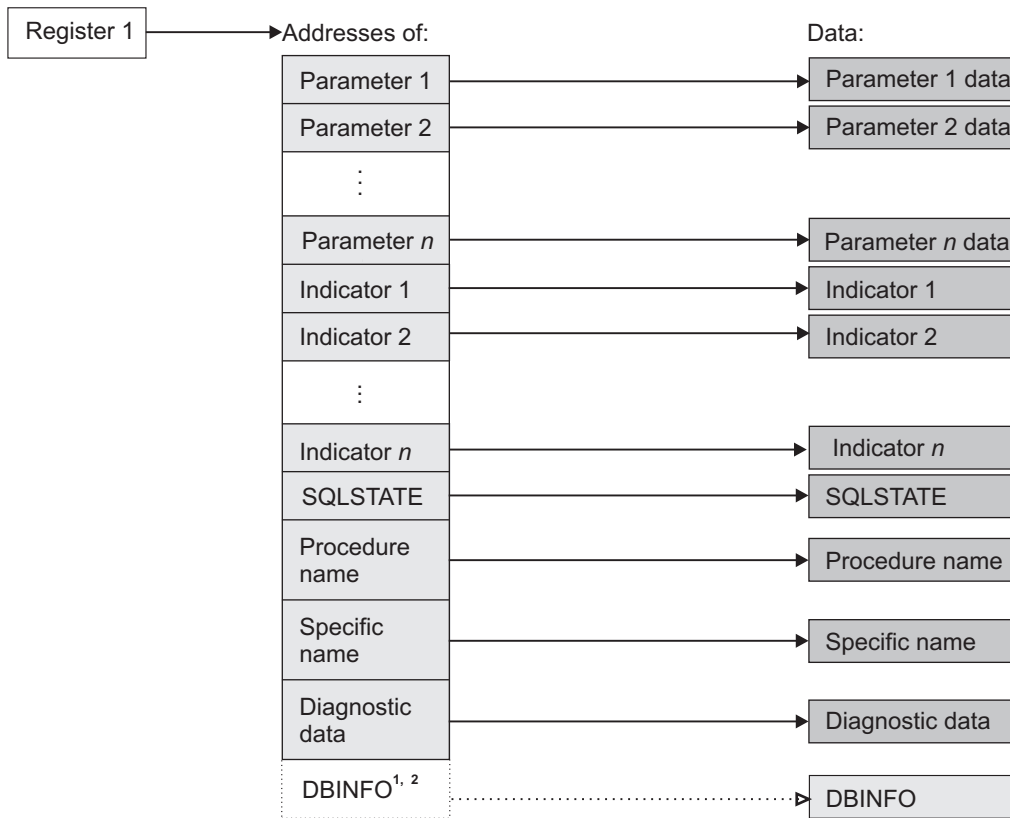 Register 1
Addresses of:
Data:
Parameter 1
Parameter 1 data
Parameter 2
Parameter 2 data
⋮
Parameter n
Parameter n data
Indicator 1
Indicator 1
Indicator 2
Indicator 2
⋮
Indicator n
Indicator n
SQLSTATE
SQLSTATE
Procedure
name
Procedure name
Specific
name
Specific name
Diagnostic
data
Diagnostic data
DBINFO1, 2
DBINFO